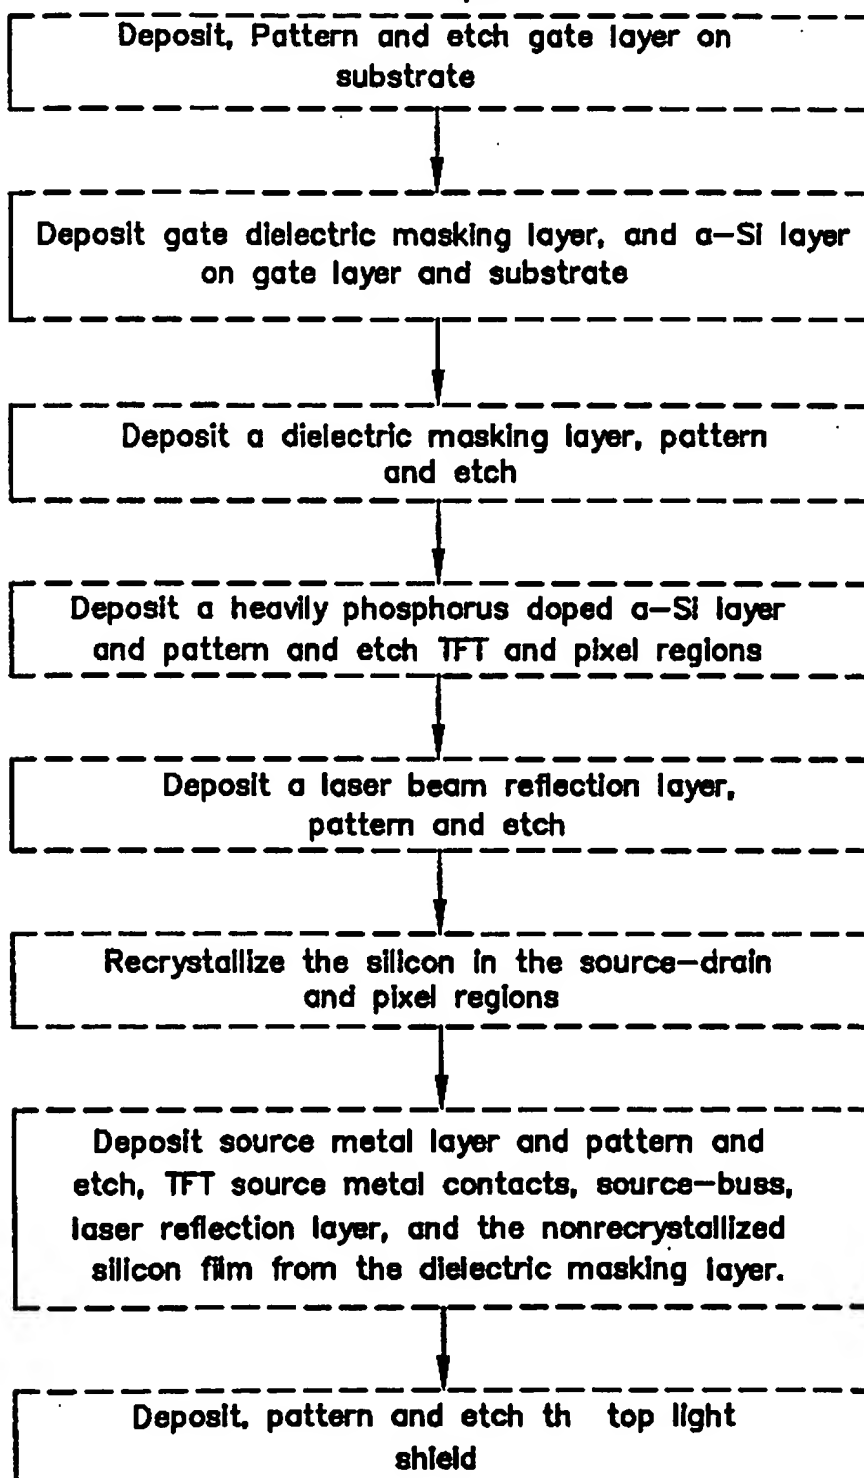 Deposit, Pattern and etch gate layer on
substrate
Deposit gate dielectric masking layer, and a-Si layer
on gate layer and substrate
Deposit a dielectric masking layer, pattern
and etch
Deposit a heavily phosphorus doped a-Si layer
and pattern and etch TFT and pixel regions
Deposit a laser beam reflection layer,
pattern and etch
Recrystallize the silicon in the source-drain
and pixel regions
Deposit source metal layer and pattern and
etch, TFT source metal contacts, source-buss,
laser reflection layer, and the nonrecrystallized
silicon film from the dielectric masking layer.
Deposit, pattern and etch th top light
shield